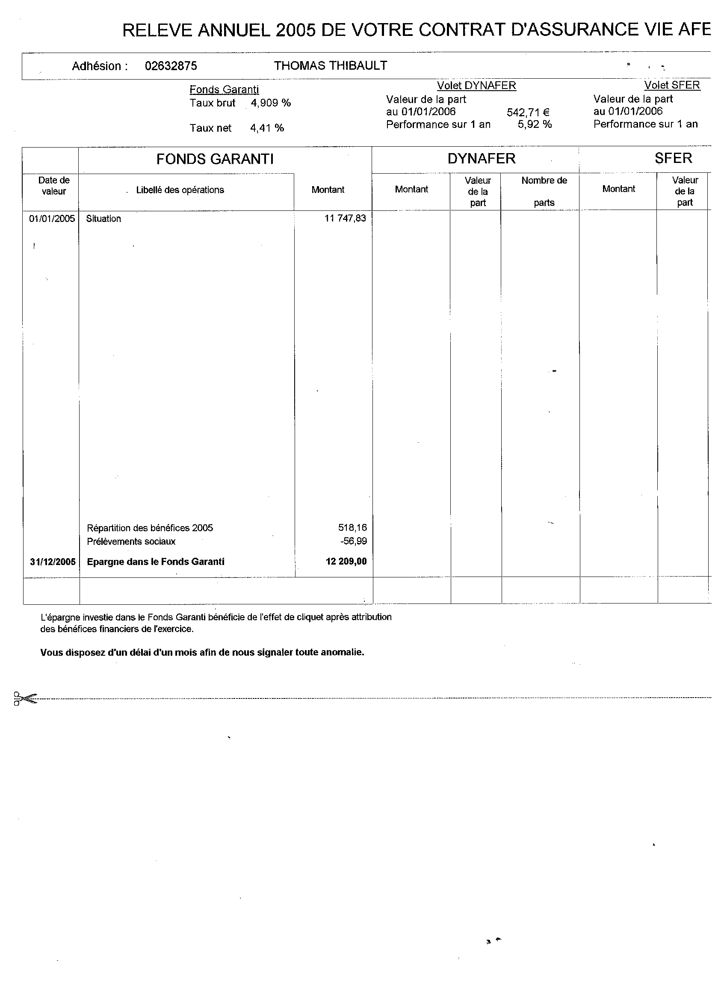 RELEVE ANNUEL 2005 DE VOTRE CONTRAT D'ASSURANCE VIE AFE
Adhésion : 02632875 THOMAS THIBAULT
Fonds Garanti
Taux brut 4,909 %
Taux net 4,41 %
Volet DYNAFER
Valeur de la part
au 01/01/2006 542,71 €
Performance sur 1 an 5,92 %
Volet SFER
Valeur de la part
au 01/01/2006
Performance sur 1 an
FONDS GARANTI DYNAFER SFER
Date de
valeur
Libellé des opérations
Montant
Montant
Valeur
de la
part
Nombre de
parts
Montant
Valeur
de la
part
01/01/2005 Situation 11 747,83
Répartition des bénéfices 2005 518,16
Prélèvements sociaux -56,99
31/12/2005 Epargne dans le Fonds Garanti 12 209,00
L'épargne investie dans le Fonds Garanti bénéficie de l'effet de cliquet après attribution
des bénéfices financiers de l'exercice.
Vous disposez d'un délai d'un mois afin de nous signaler toute anomalie.